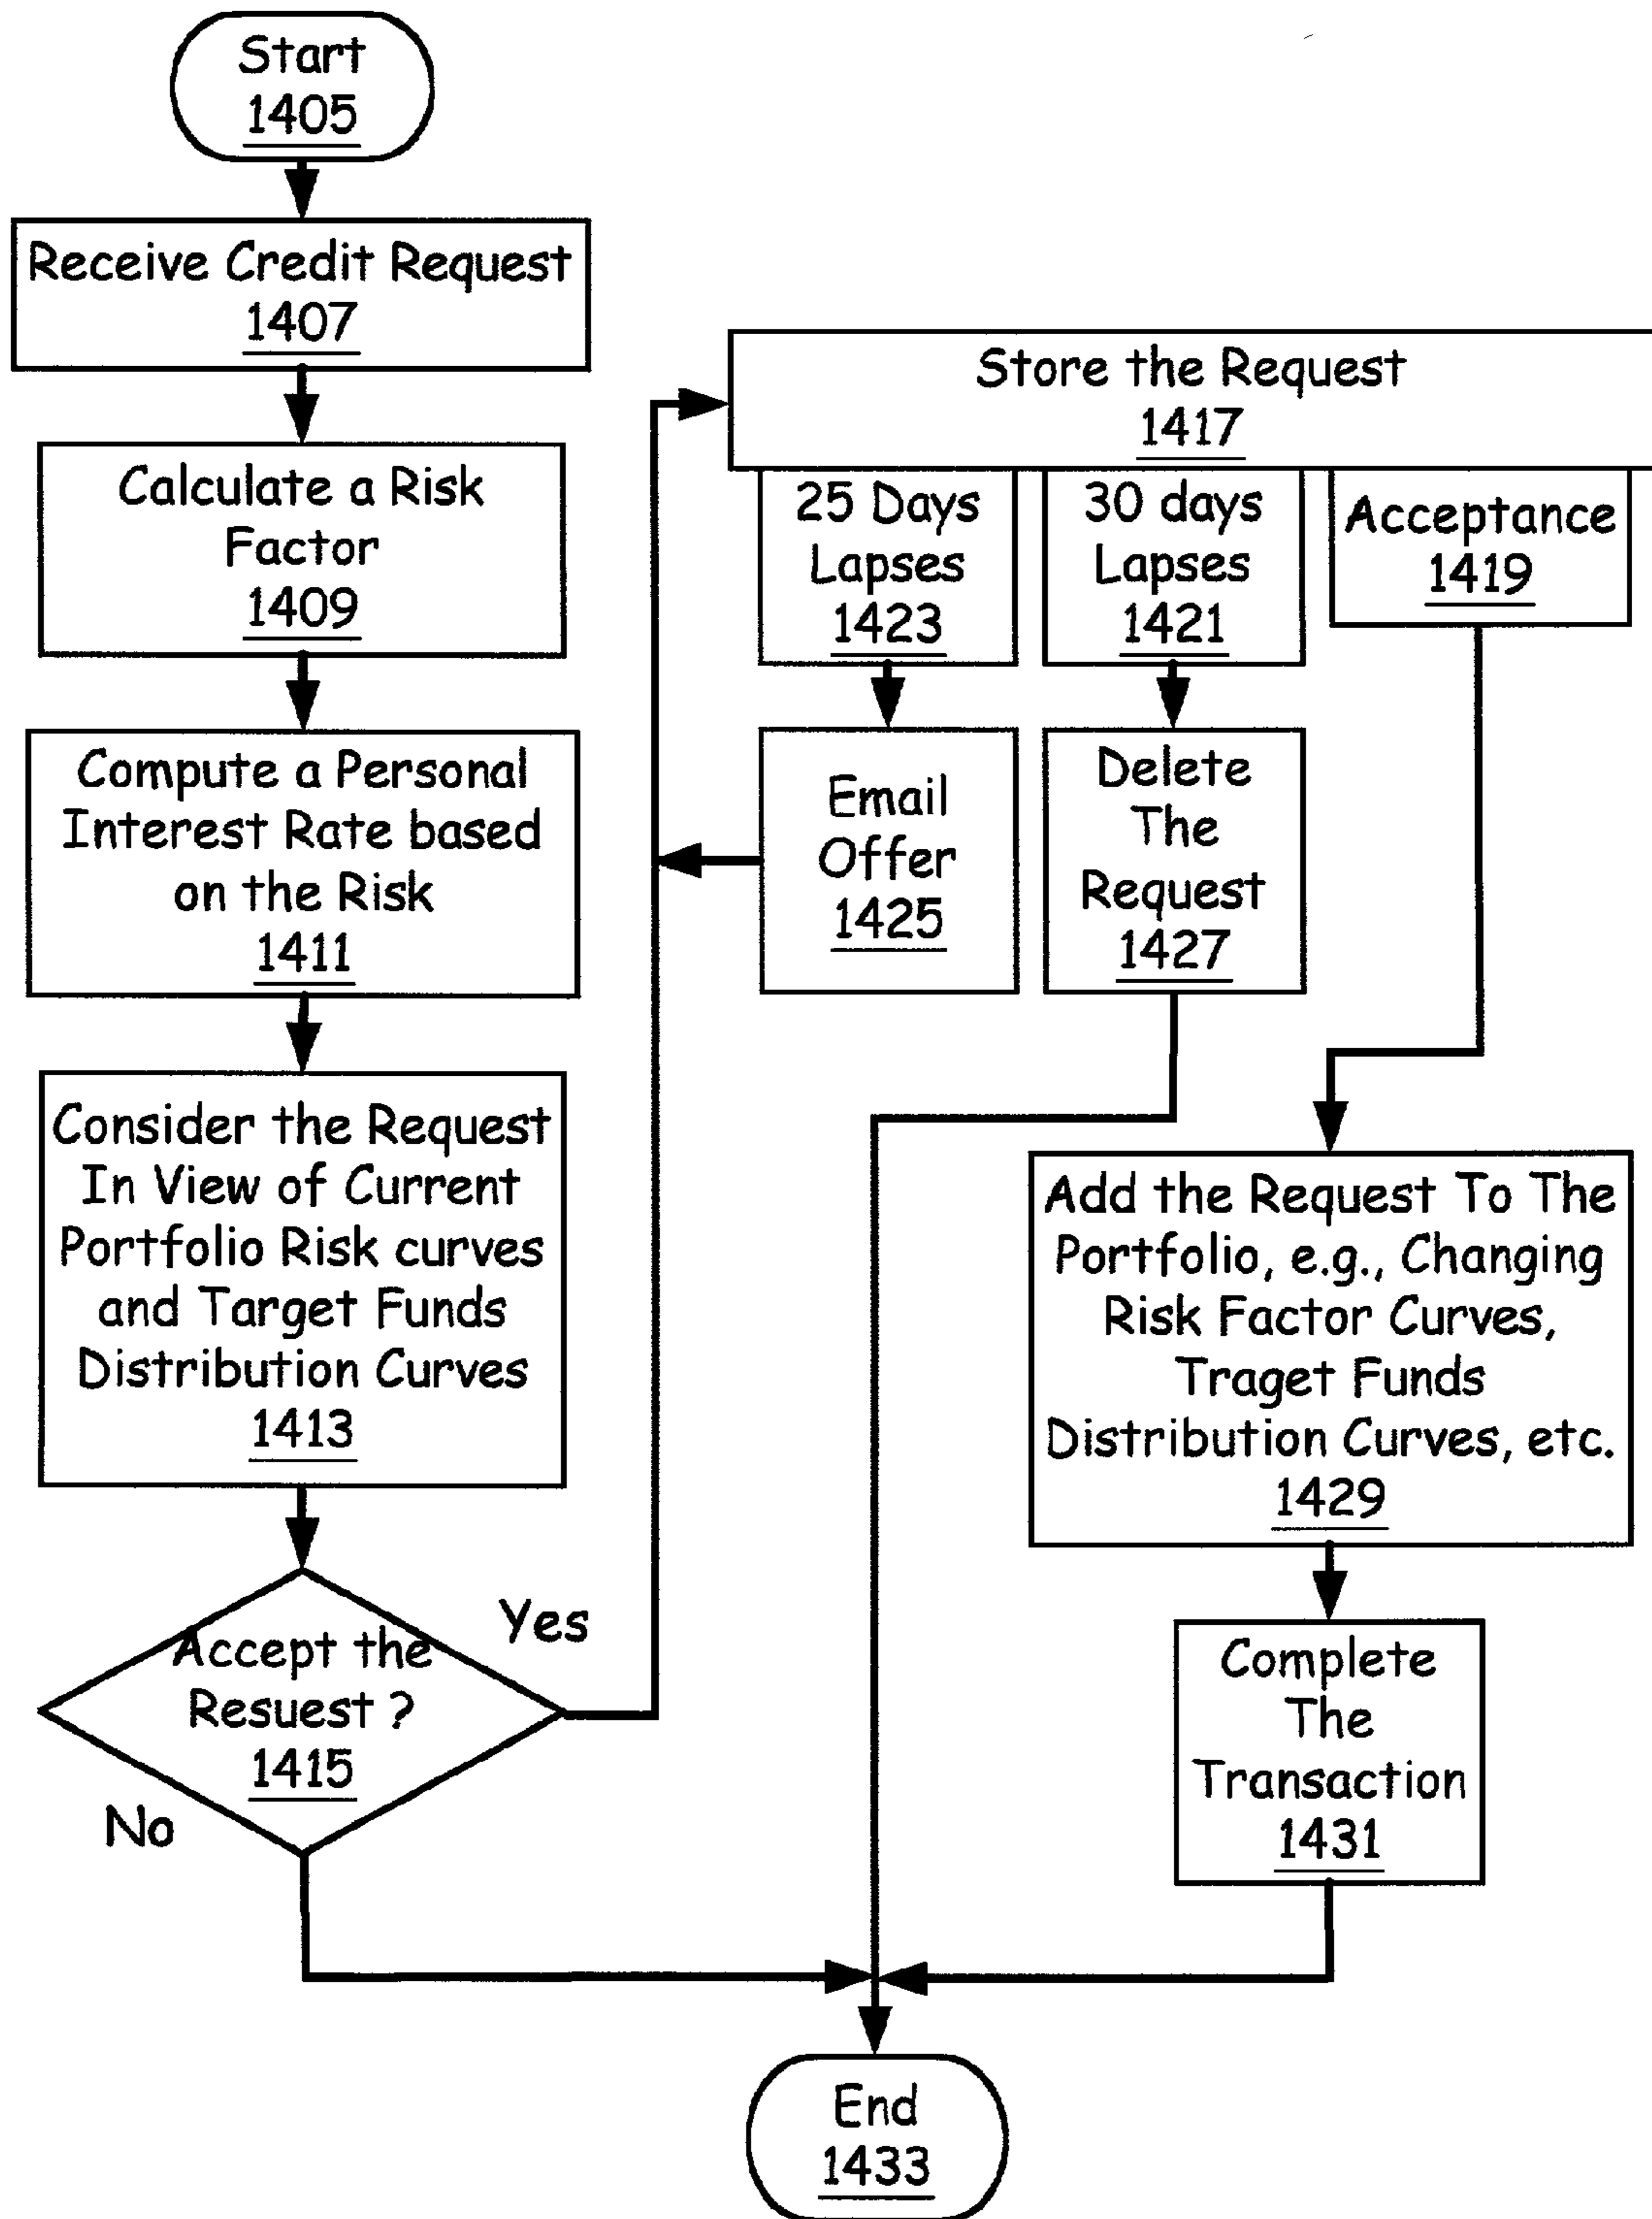 Start
1405
Receive Credit Request
1407
Calculate a Risk
Factor
1409
Compute a Personal
Interest Rate based
on the Risk
1411
Consider the Request
In View of Current
Portfolio Risk curves
and Target Funds
Distribution Curves
1413
Accept the
Resuest ?
1415
Yes
No
Store the Request
1417
25 Days
Lapses
1423
30 days
Lapses
1421
Acceptance
1419
Email
Offer
1425
Delete
The
Request
1427
Add the Request To The
Portfolio, e.g., Changing
Risk Factor Curves,
Traget Funds
Distribution Curves, etc.
1429
Complete
The
Transaction
1431
End
1433